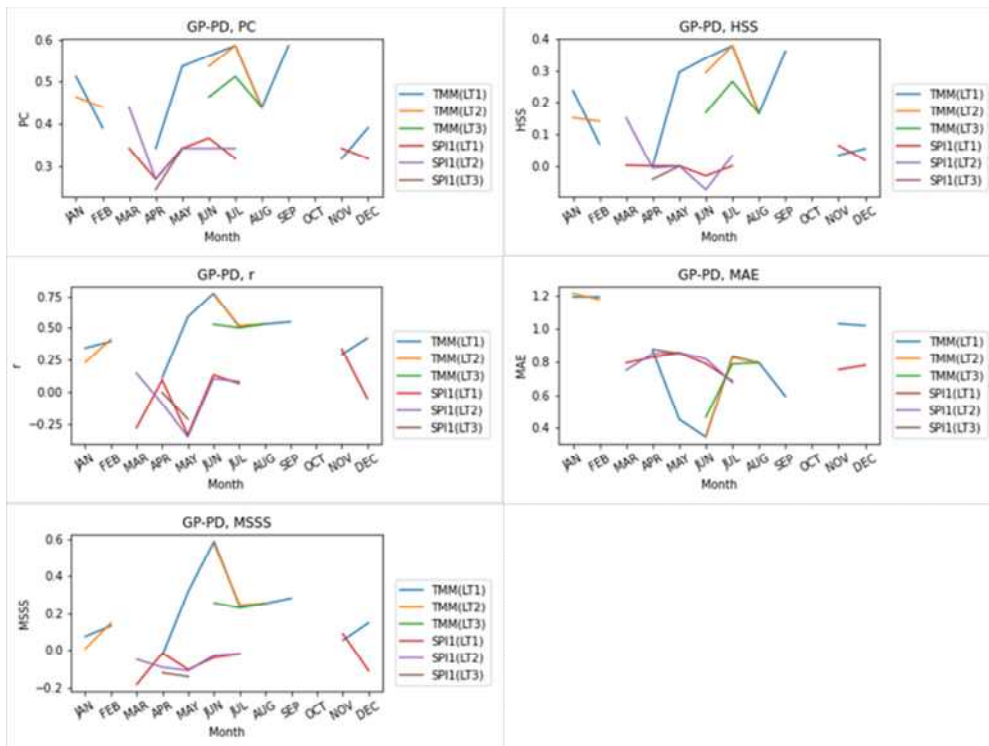 GP-PD, PC
0.6
0.5
0.4
0.3
PC
JAN FEB MAR APR MAY JUN JUL AUG SEP OCT NOV DEC
Month
TMM(LT1)
TMM(LT2)
TMM(LT3)
SPI1(LT1)
SPI1(LT2)
SPI1(LT3)
GP-PD, HSS
0.4
0.3
0.2
0.1
0.0
HSS
JAN FEB MAR APR MAY JUN JUL AUG SEP OCT NOV DEC
Month
TMM(LT1)
TMM(LT2)
TMM(LT3)
SPI1(LT1)
SPI1(LT2)
SPI1(LT3)
GP-PD, r
0.75
0.50
0.25
0.00
−0.25
r
JAN FEB MAR APR MAY JUN JUL AUG SEP OCT NOV DEC
Month
TMM(LT1)
TMM(LT2)
TMM(LT3)
SPI1(LT1)
SPI1(LT2)
SPI1(LT3)
GP-PD, MAE
1.2
1.0
0.8
0.6
0.4
MAE
JAN FEB MAR APR MAY JUN JUL AUG SEP OCT NOV DEC
Month
TMM(LT1)
TMM(LT2)
TMM(LT3)
SPI1(LT1)
SPI1(LT2)
SPI1(LT3)
GP-PD, MSSS
0.6
0.4
0.2
0.0
−0.2
MSSS
JAN FEB MAR APR MAY JUN JUL AUG SEP OCT NOV DEC
Month
TMM(LT1)
TMM(LT2)
TMM(LT3)
SPI1(LT1)
SPI1(LT2)
SPI1(LT3)